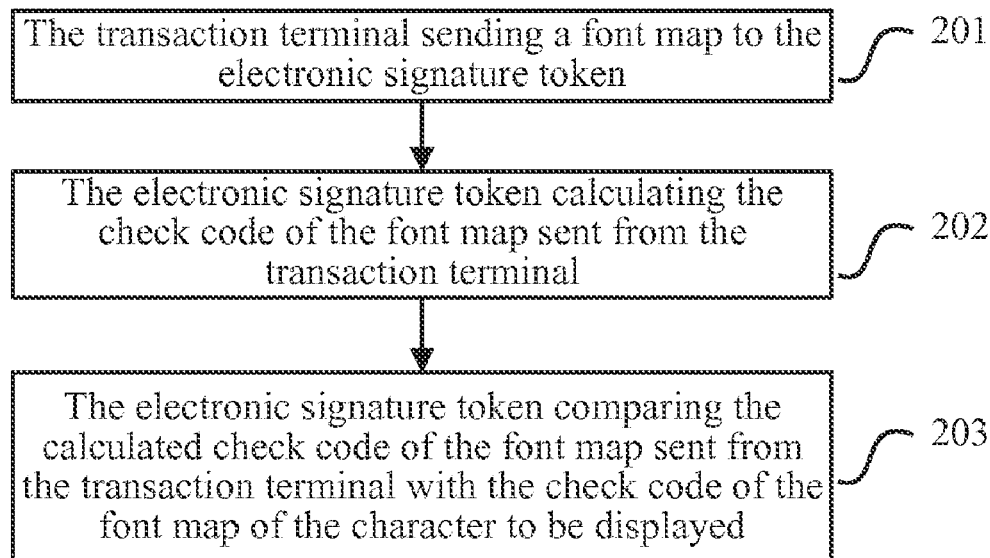 The transaction terminal sending a font map to the
electronic signature token
201
The electronic signature token calculating the
check code of the font map sent from the
transaction terminal
202
The electronic signature token comparing the
calculated check code of the font map sent from
the transaction terminal with the check code of the
font map of the character to be displayed
203